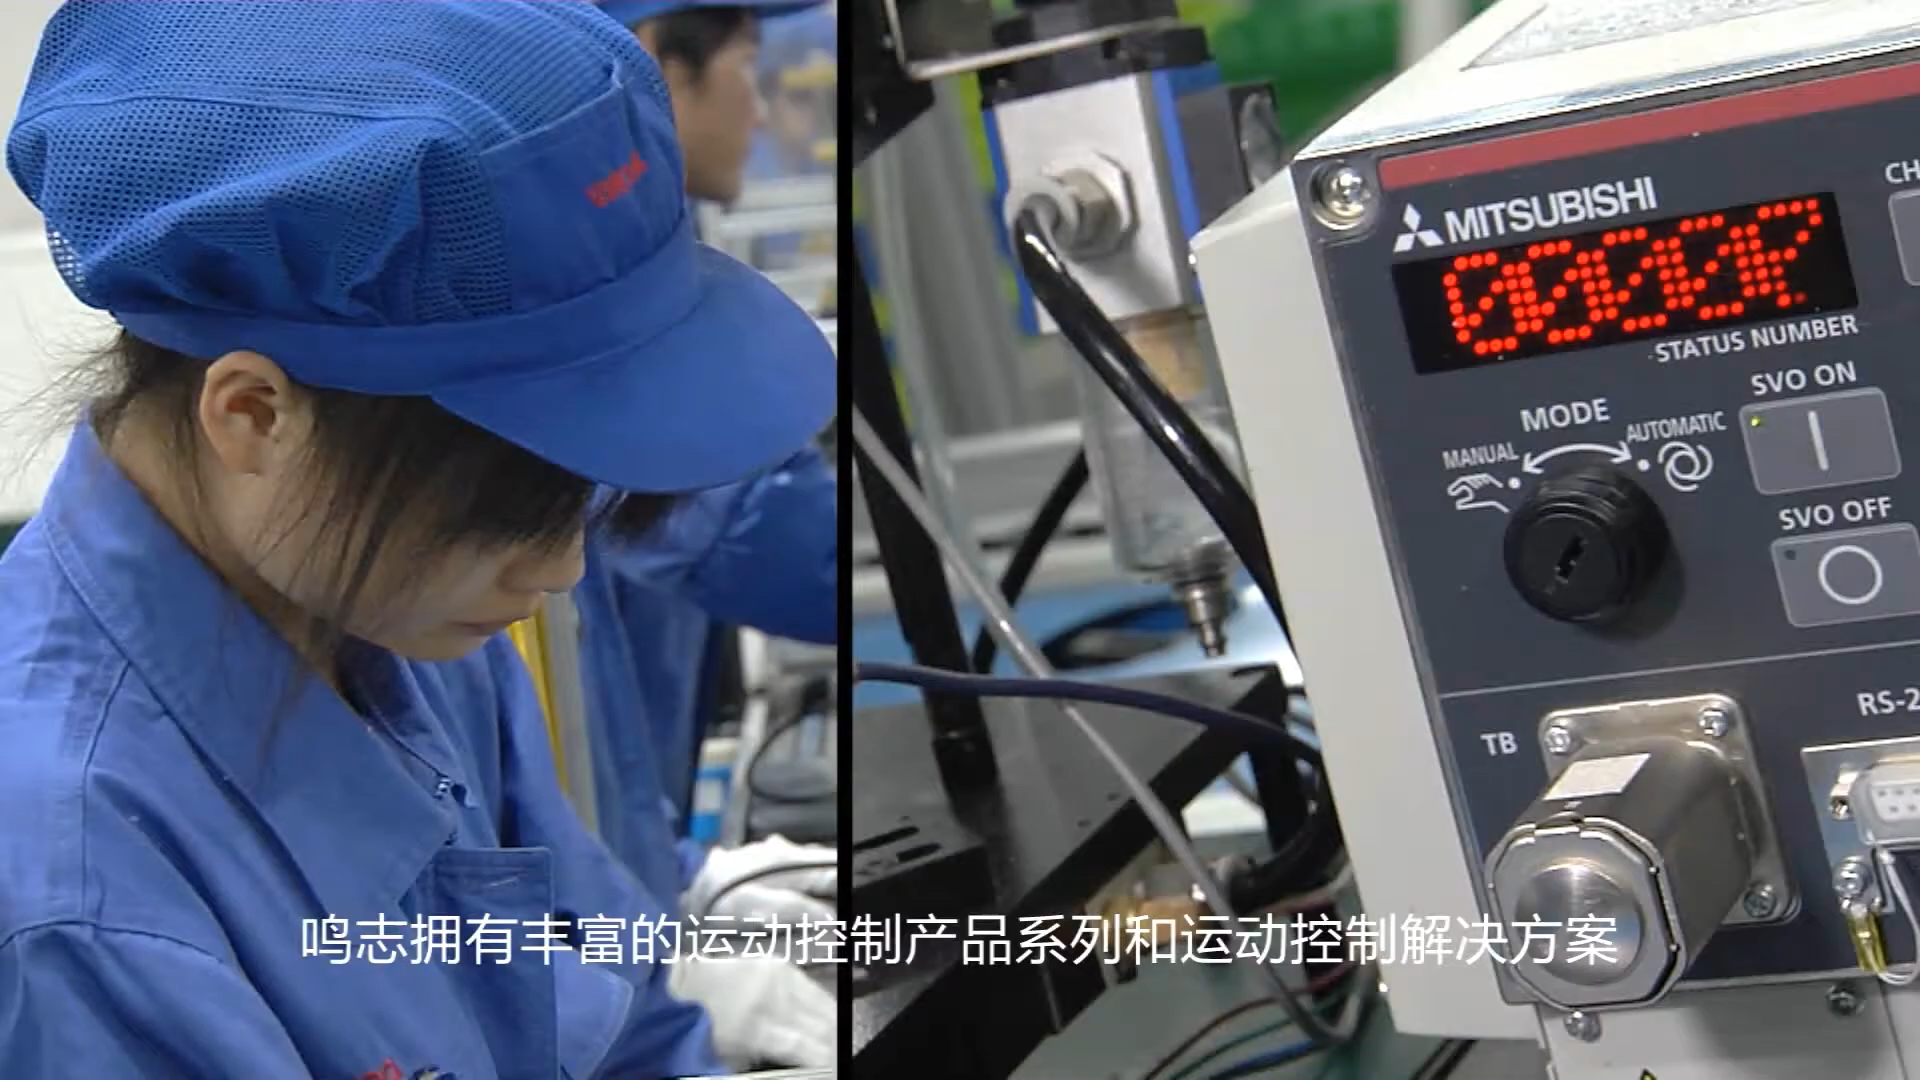 MITSUBISHI
STATUS NUMBER
SVO ON
MODE
MANUAL
AUTOMATIC
SVO OFF
TB
鸣志拥有丰富的运动控制产品系列和运动控制解决方案